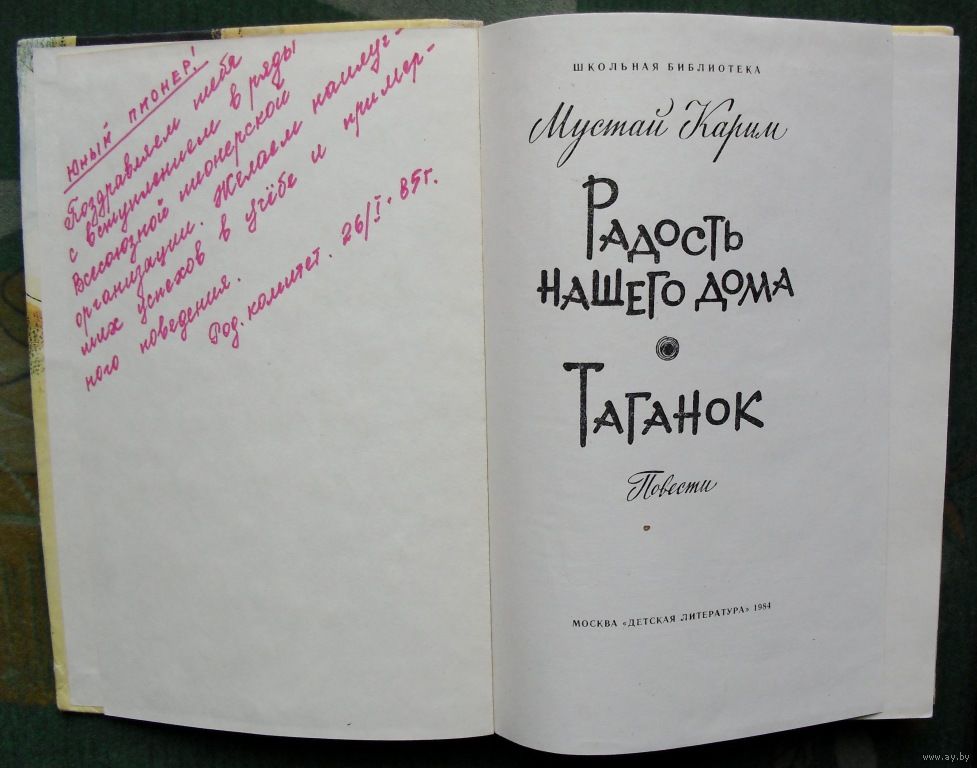 Юный пионер!
Поздравляем тебя
с вступлением в ряды
Всесоюзной пионерской
организации. Желаем наилуч-
ших успехов в учёбе и пример-
ного поведения.
Род. комитет. 26/I-85г.
ШКОЛЬНАЯ БИБЛИОТЕКА
Мустай Карим
Радость
нашего дома
Таганок
Повести
МОСКВА «ДЕТСКАЯ ЛИТЕРАТУРА» 1984
www.ay.by